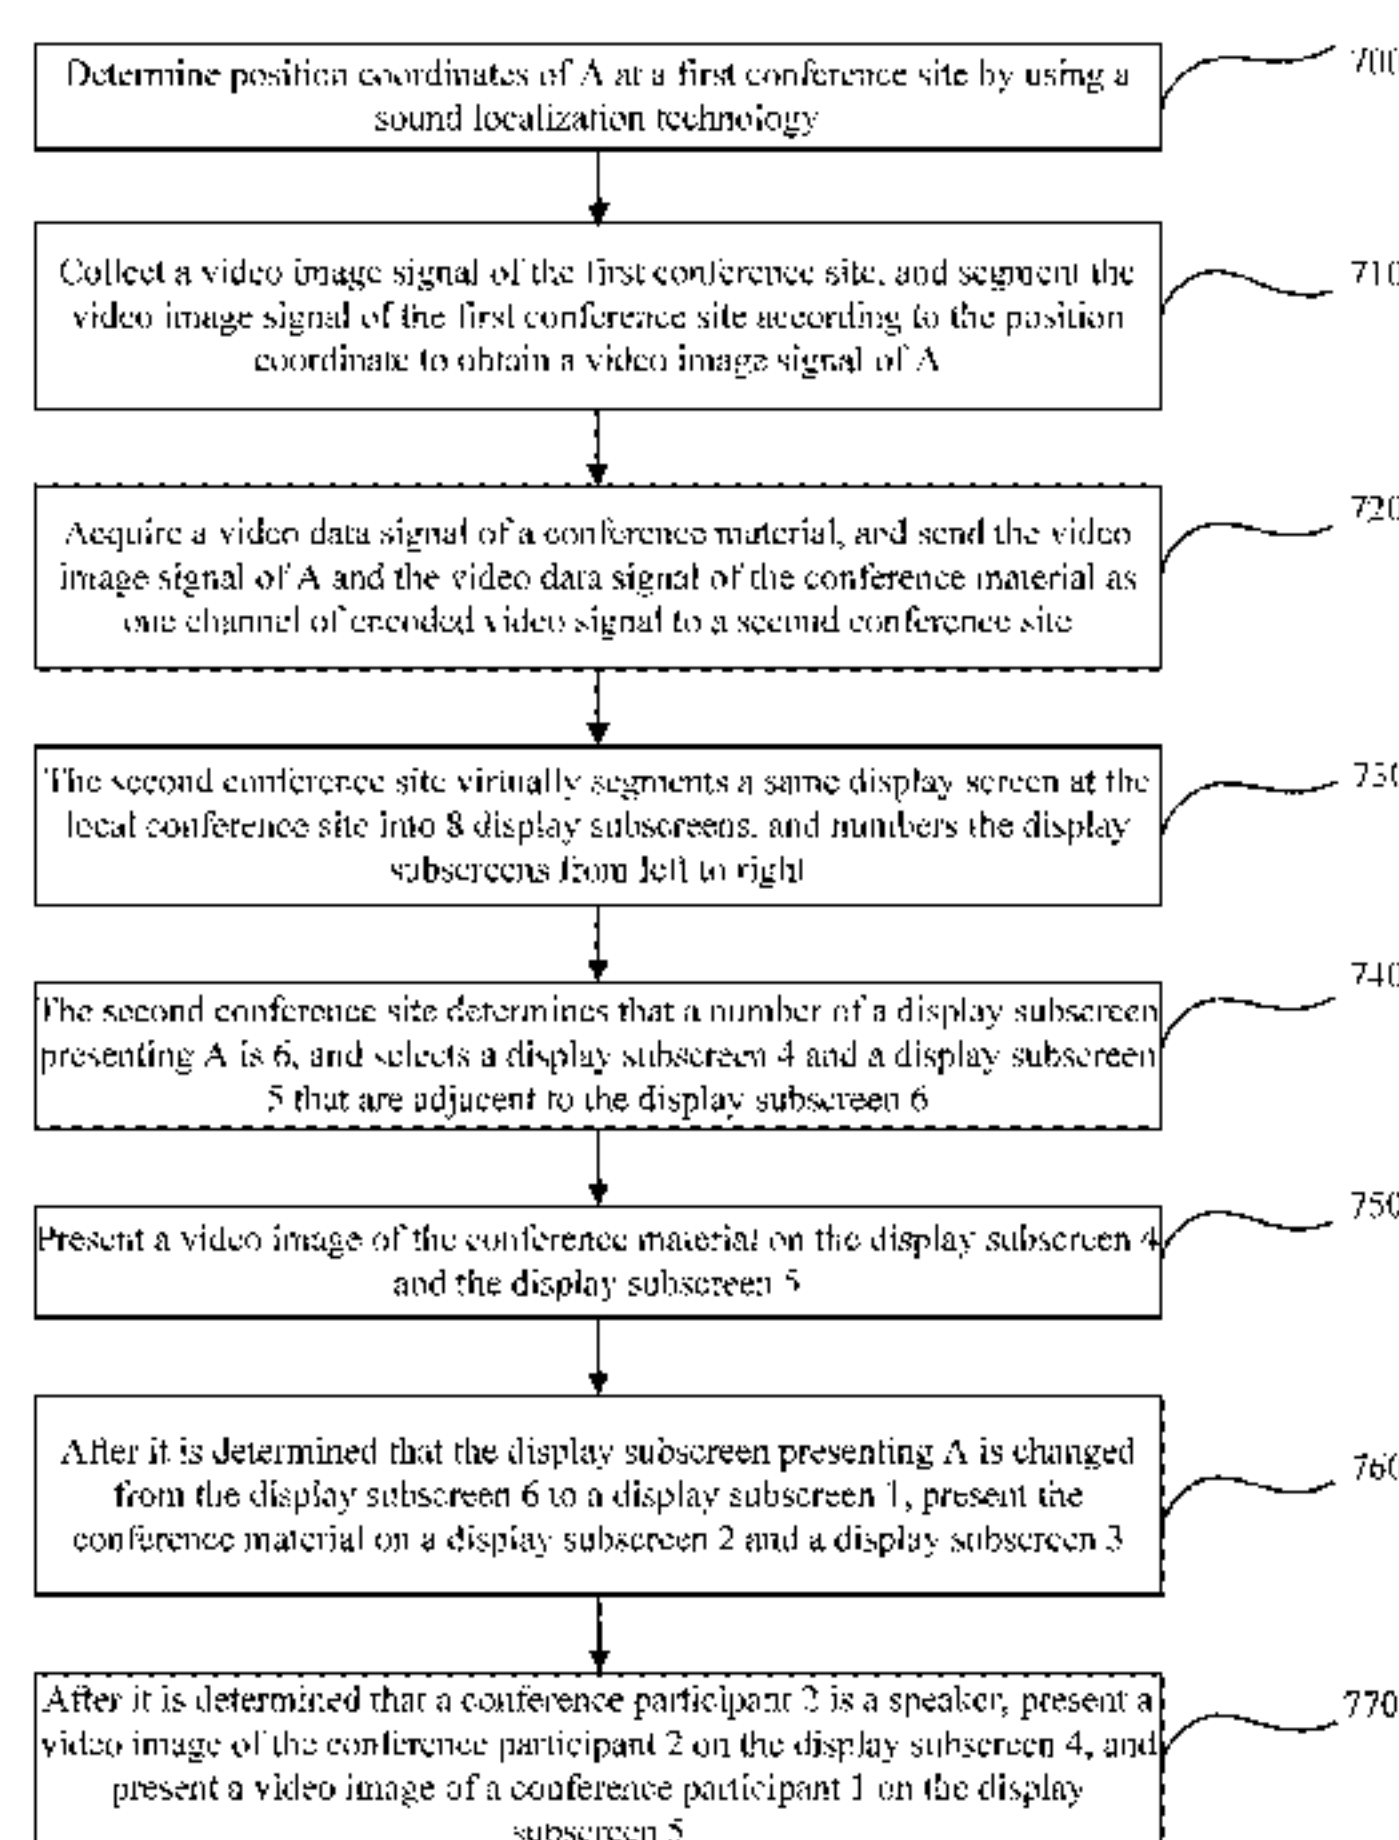 Determine position coordinates of A at a first conference site by using a
sound localization technology
700
Collect a video image signal of the first conference site, and segment the
video image signal of the first conference site according to the position
coordinate to obtain a video image signal of A
710
Acquire a video data signal of a conference material, and send the video
image signal of A and the video data signal of the conference material as
one channel of encoded video signal to a second conference site
720
The second conference site virtually segments a same display screen at the
local conference site into 8 display subscreens, and numbers the display
subscreens from left to right
730
The second conference site determines that a number of a display subscreen
presenting A is 6, and selects a display subscreen 4 and a display subscreen
5 that are adjacent to the display subscreen 6
740
Present a video image of the conference material on the display subscreen 4
and the display subscreen 5
750
After it is determined that the display subscreen presenting A is changed
from the display subscreen 6 to a display subscreen 1, present the
conference material on a display subscreen 2 and a display subscreen 3
760
After it is determined that a conference participant 2 is a speaker, present a
video image of the conference participant 2 on the display subscreen 4, and
present a video image of a conference participant 1 on the display
subscreen 5
770